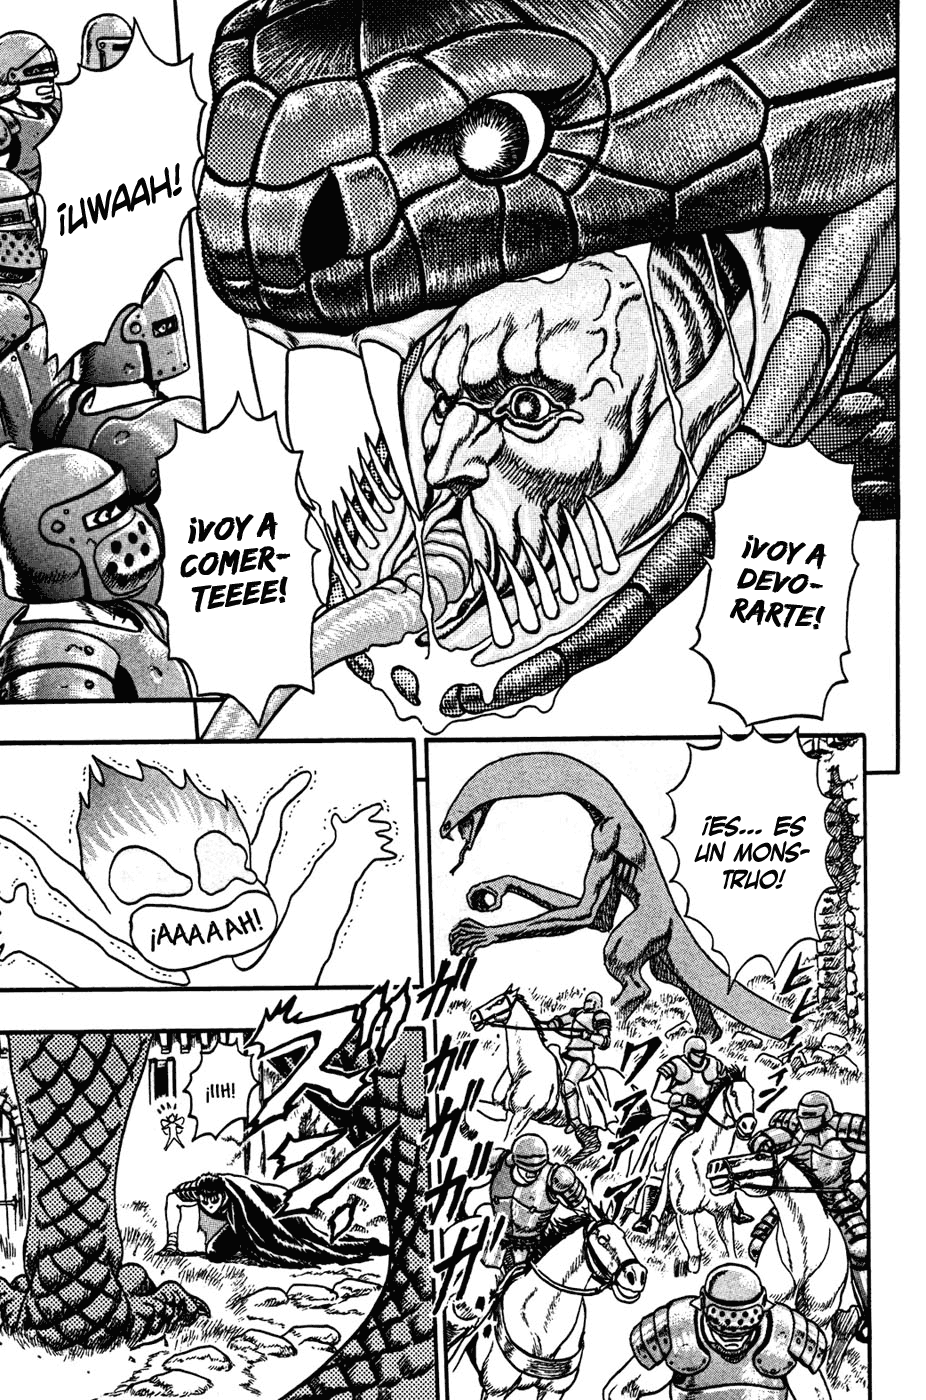 ¡VOY A
DEVO-
RARTE!
¡UWAAH!
¡VOY A
COMER-
TEEEE!
¡ES... ES
UN MONS-
TRUO!
¡AAAAAH!
¡IIH!